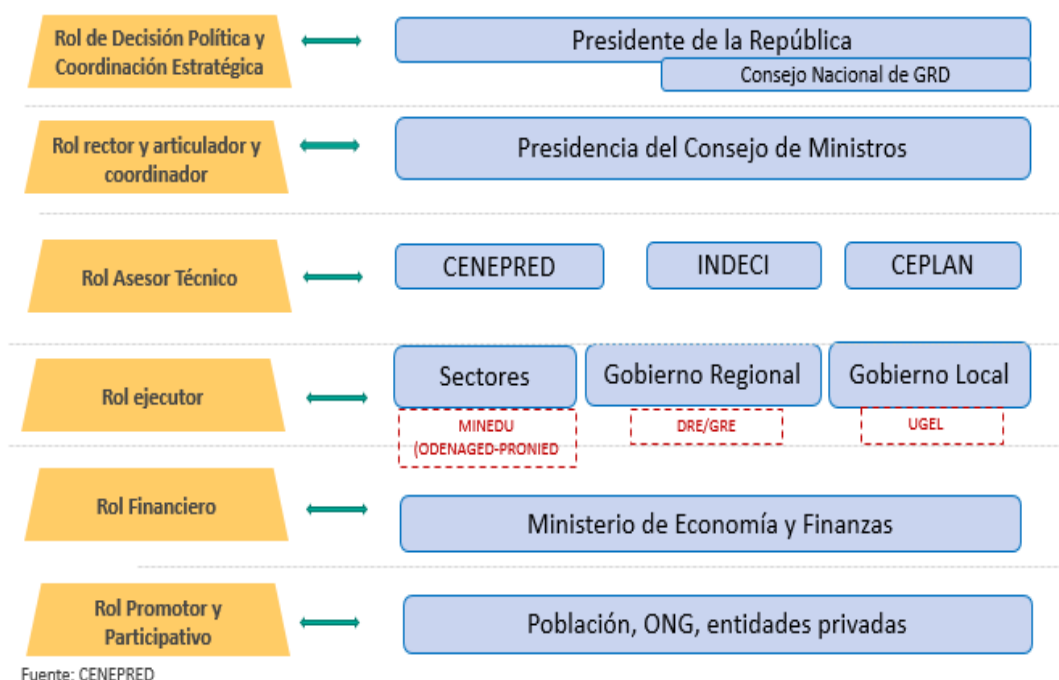 Rol de Decisión Política y
Coordinación Estratégica
Presidente de la República
Consejo Nacional de GRD
Rol rector y articulador y
coordinador
Presidencia del Consejo de Ministros
Rol Asesor Técnico
CENEPRED
INDECI
CEPLAN
Rol ejecutor
Sectores
Gobierno Regional
Gobierno Local
MINEDU
(ODENAGED-PRONIED
DRE/GRE
UGEL
Rol Financiero
Ministerio de Economía y Finanzas
Rol Promotor y
Participativo
Población, ONG, entidades privadas
Fuente: CENEPRED